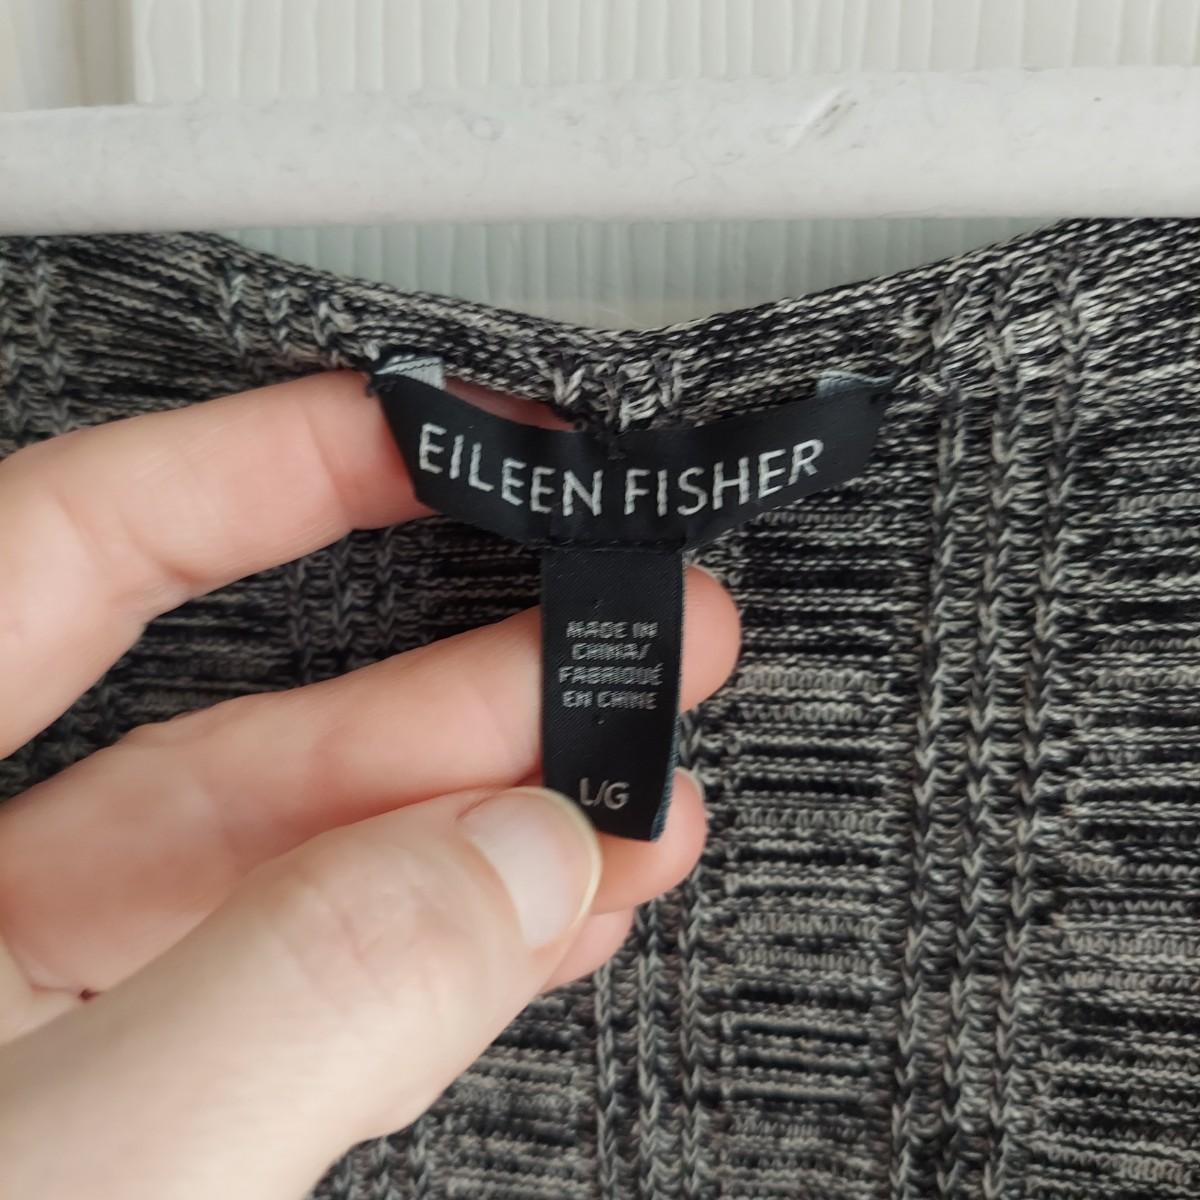 EILEEN FISHER
MADE IN
CHINA/
FABRIQUÉ
EN CHINE
L/G